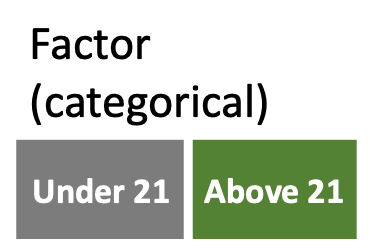 Factor
(categorical)
Under 21 Above 21